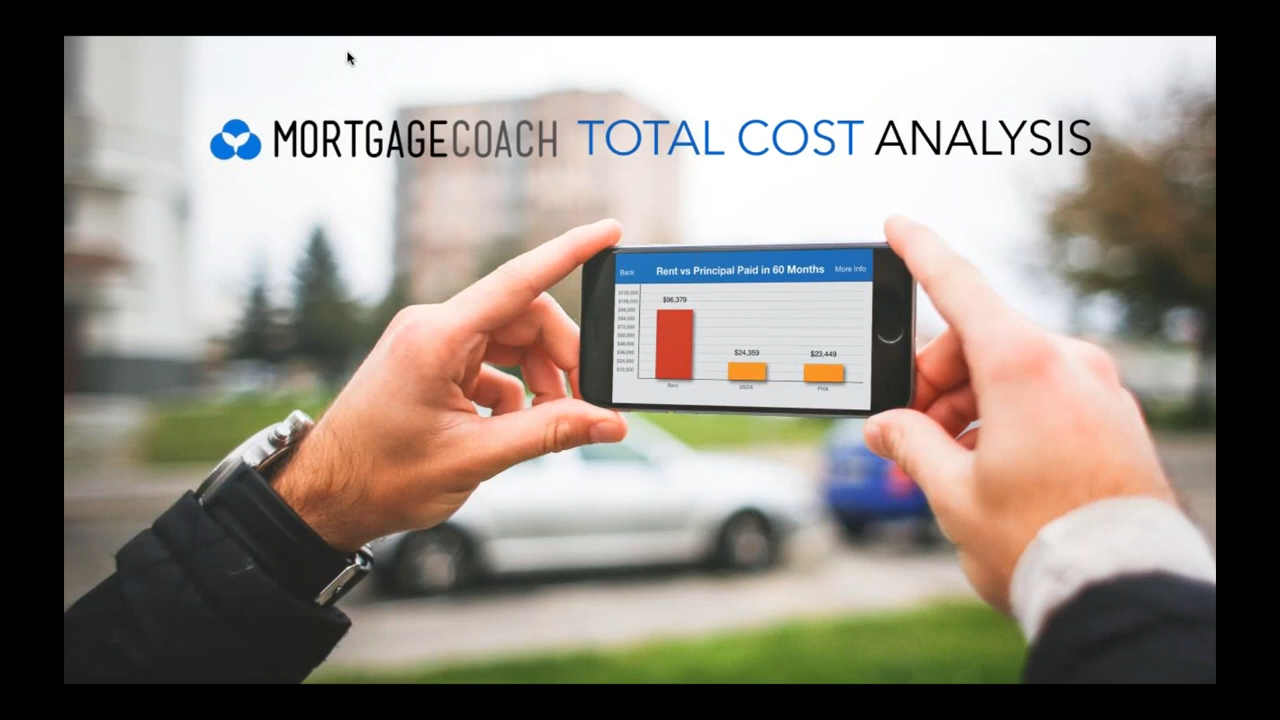 MORTGAGECOACH TOTAL COST ANALYSIS
Back Rent vs Principal Paid in 60 Months More Info
$96,379
$24,359
$23,449
Rent USDA FHA